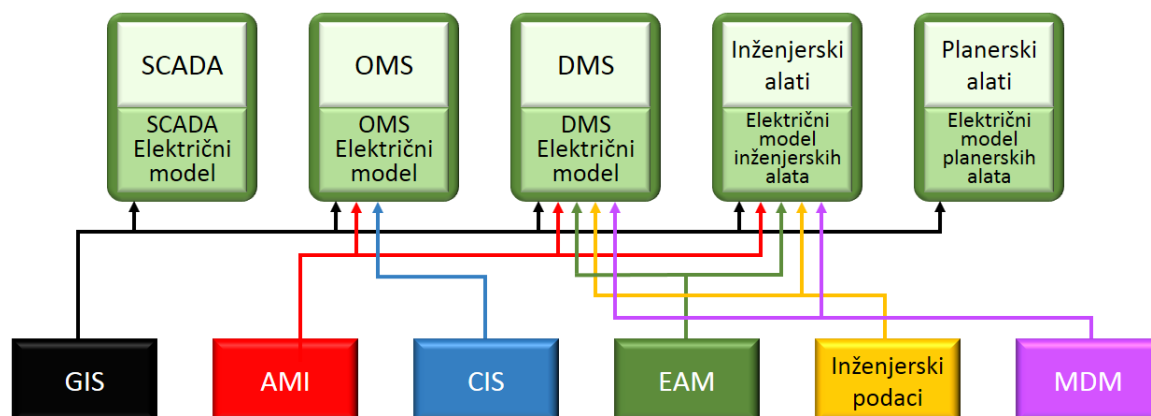 SCADA
SCADA
Električni
model
OMS
OMS
Električni
model
DMS
DMS
Električni
model
Inženjerski
alati
Električni
model
inženjerskih
alata
Planerski
alati
Električni
model
planerskih
alata
GIS
AMI
CIS
EAM
Inženjerski
podaci
MDM